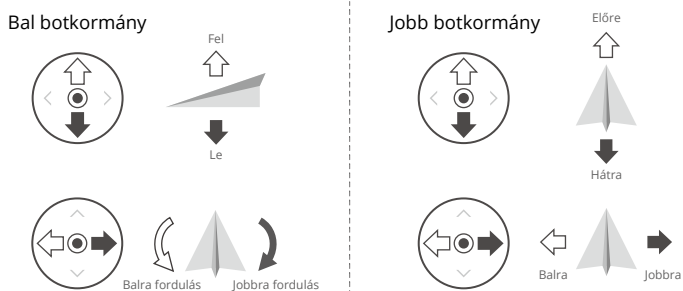 Bal botkormány
Fel
Le
Balra fordulás
Jobbra fordulás
Jobb botkormány
Előre
Hátra
Balra
Jobbra